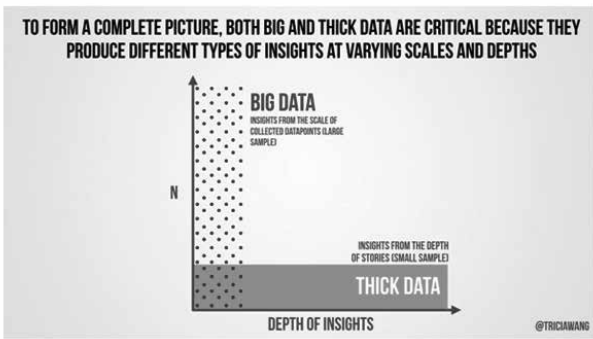 TO FORM A COMPLETE PICTURE, BOTH BIG AND THICK DATA ARE CRITICAL BECAUSE THEY
PRODUCE DIFFERENT TYPES OF INSIGHTS AT VARYING SCALES AND DEPTHS
BIG DATA
INSIGHTS FROM THE SCALE OF
COLLECTED DATAPOINTS (LARGE
SAMPLE)
N
INSIGHTS FROM THE DEPTH
OF STORIES (SMALL SAMPLE)
THICK DATA
DEPTH OF INSIGHTS
@TRICIAWANG